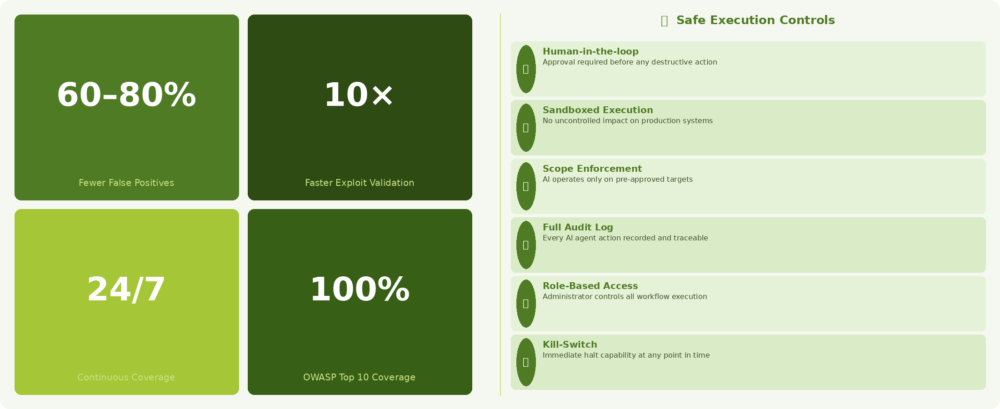 60–80%
Fewer False Positives
10×
Faster Exploit Validation
24/7
Continuous Coverage
100%
OWASP Top 10 Coverage
Safe Execution Controls
Human-in-the-loop
Approval required before any destructive action
Sandboxed Execution
No uncontrolled impact on production systems
Scope Enforcement
AI operates only on pre-approved targets
Full Audit Log
Every AI agent action recorded and traceable
Role-Based Access
Administrator controls all workflow execution
Kill-Switch
Immediate halt capability at any point in time